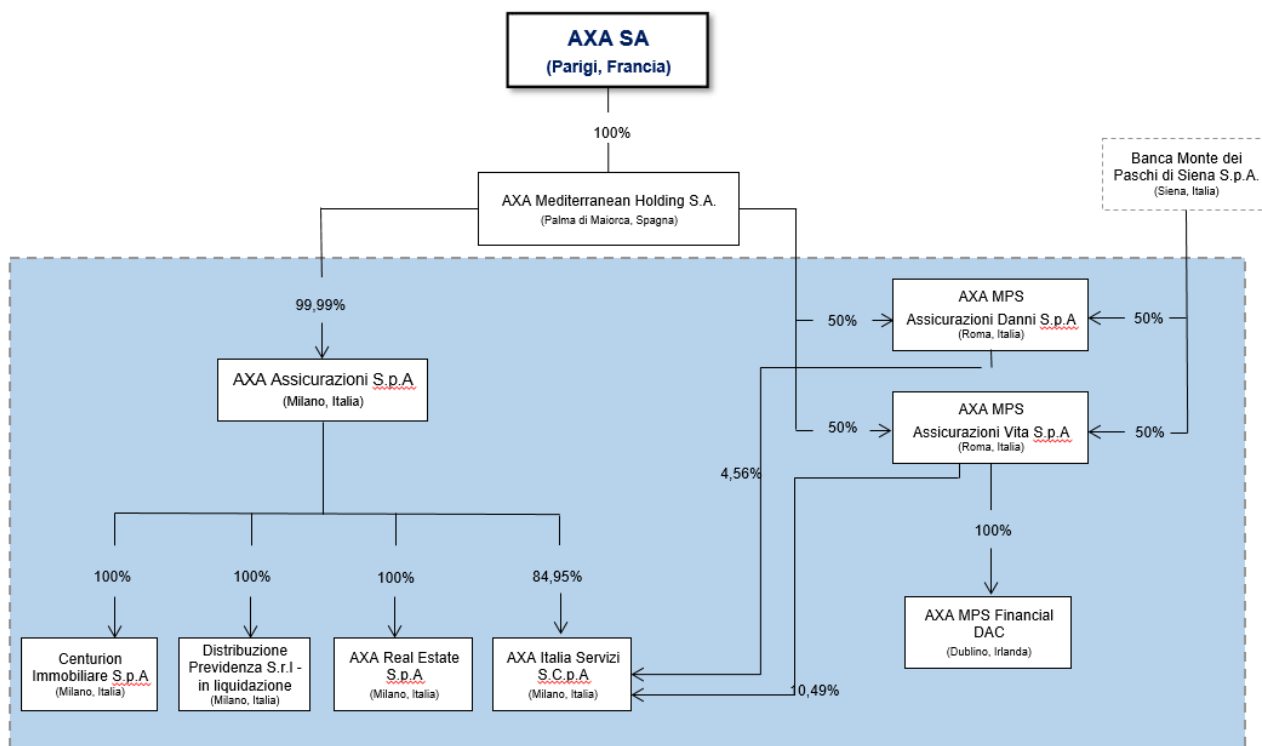 AXA SA
(Parigi, Francia)
100%
Banca Monte dei
Paschi di Siena S.p.A.
(Siena, Italia)
AXA Mediterranean Holding S.A.
(Palma di Maiorca, Spagna)
99,99%
AXA MPS
Assicurazioni Danni S.p.A
(Roma, Italia)
50%
50%
AXA Assicurazioni S.p.A
(Milano, Italia)
AXA MPS
Assicurazioni Vita S.p.A
(Roma, Italia)
50%
50%
4,56%
100%
100%
100%
84,95%
100%
Centurion
Immobiliare S.p.A
(Milano, Italia)
Distribuzione
Previdenza S.r.l -
in liquidazione
(Milano, Italia)
AXA Real Estate
S.p.A
(Milano, Italia)
AXA Italia Servizi
S.C.p.A
(Milano, Italia)
10,49%
AXA MPS Financial
DAC
(Dublino, Irlanda)